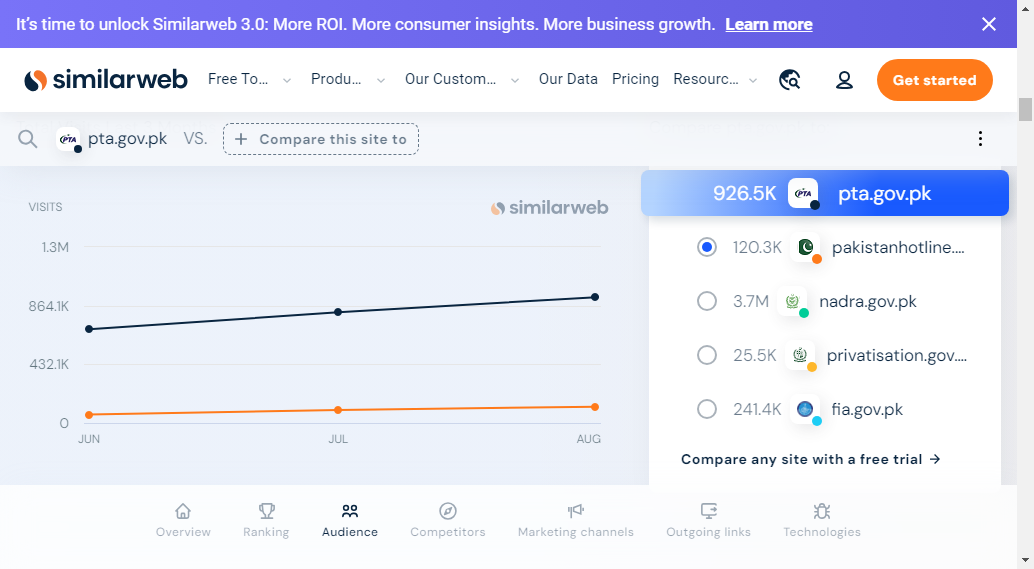 It's time to unlock Similarweb 3.0: More ROI. More consumer insights. More business growth. Learn more
similarweb Free To... Produ... Our Custom... Our Data Pricing Resourc... Get started
PTA pta.gov.pk VS. + Compare this site to
VISITS
similarweb
1.3M
864.1K
432.1K
0
JUN JUL AUG
926.5K PTA pta.gov.pk
120.3K pakistanhotline....
3.7M nadra.gov.pk
25.5K privatisation.gov....
241.4K fia.gov.pk
Compare any site with a free trial →
Overview Ranking Audience Competitors Marketing channels Outgoing links Technologies